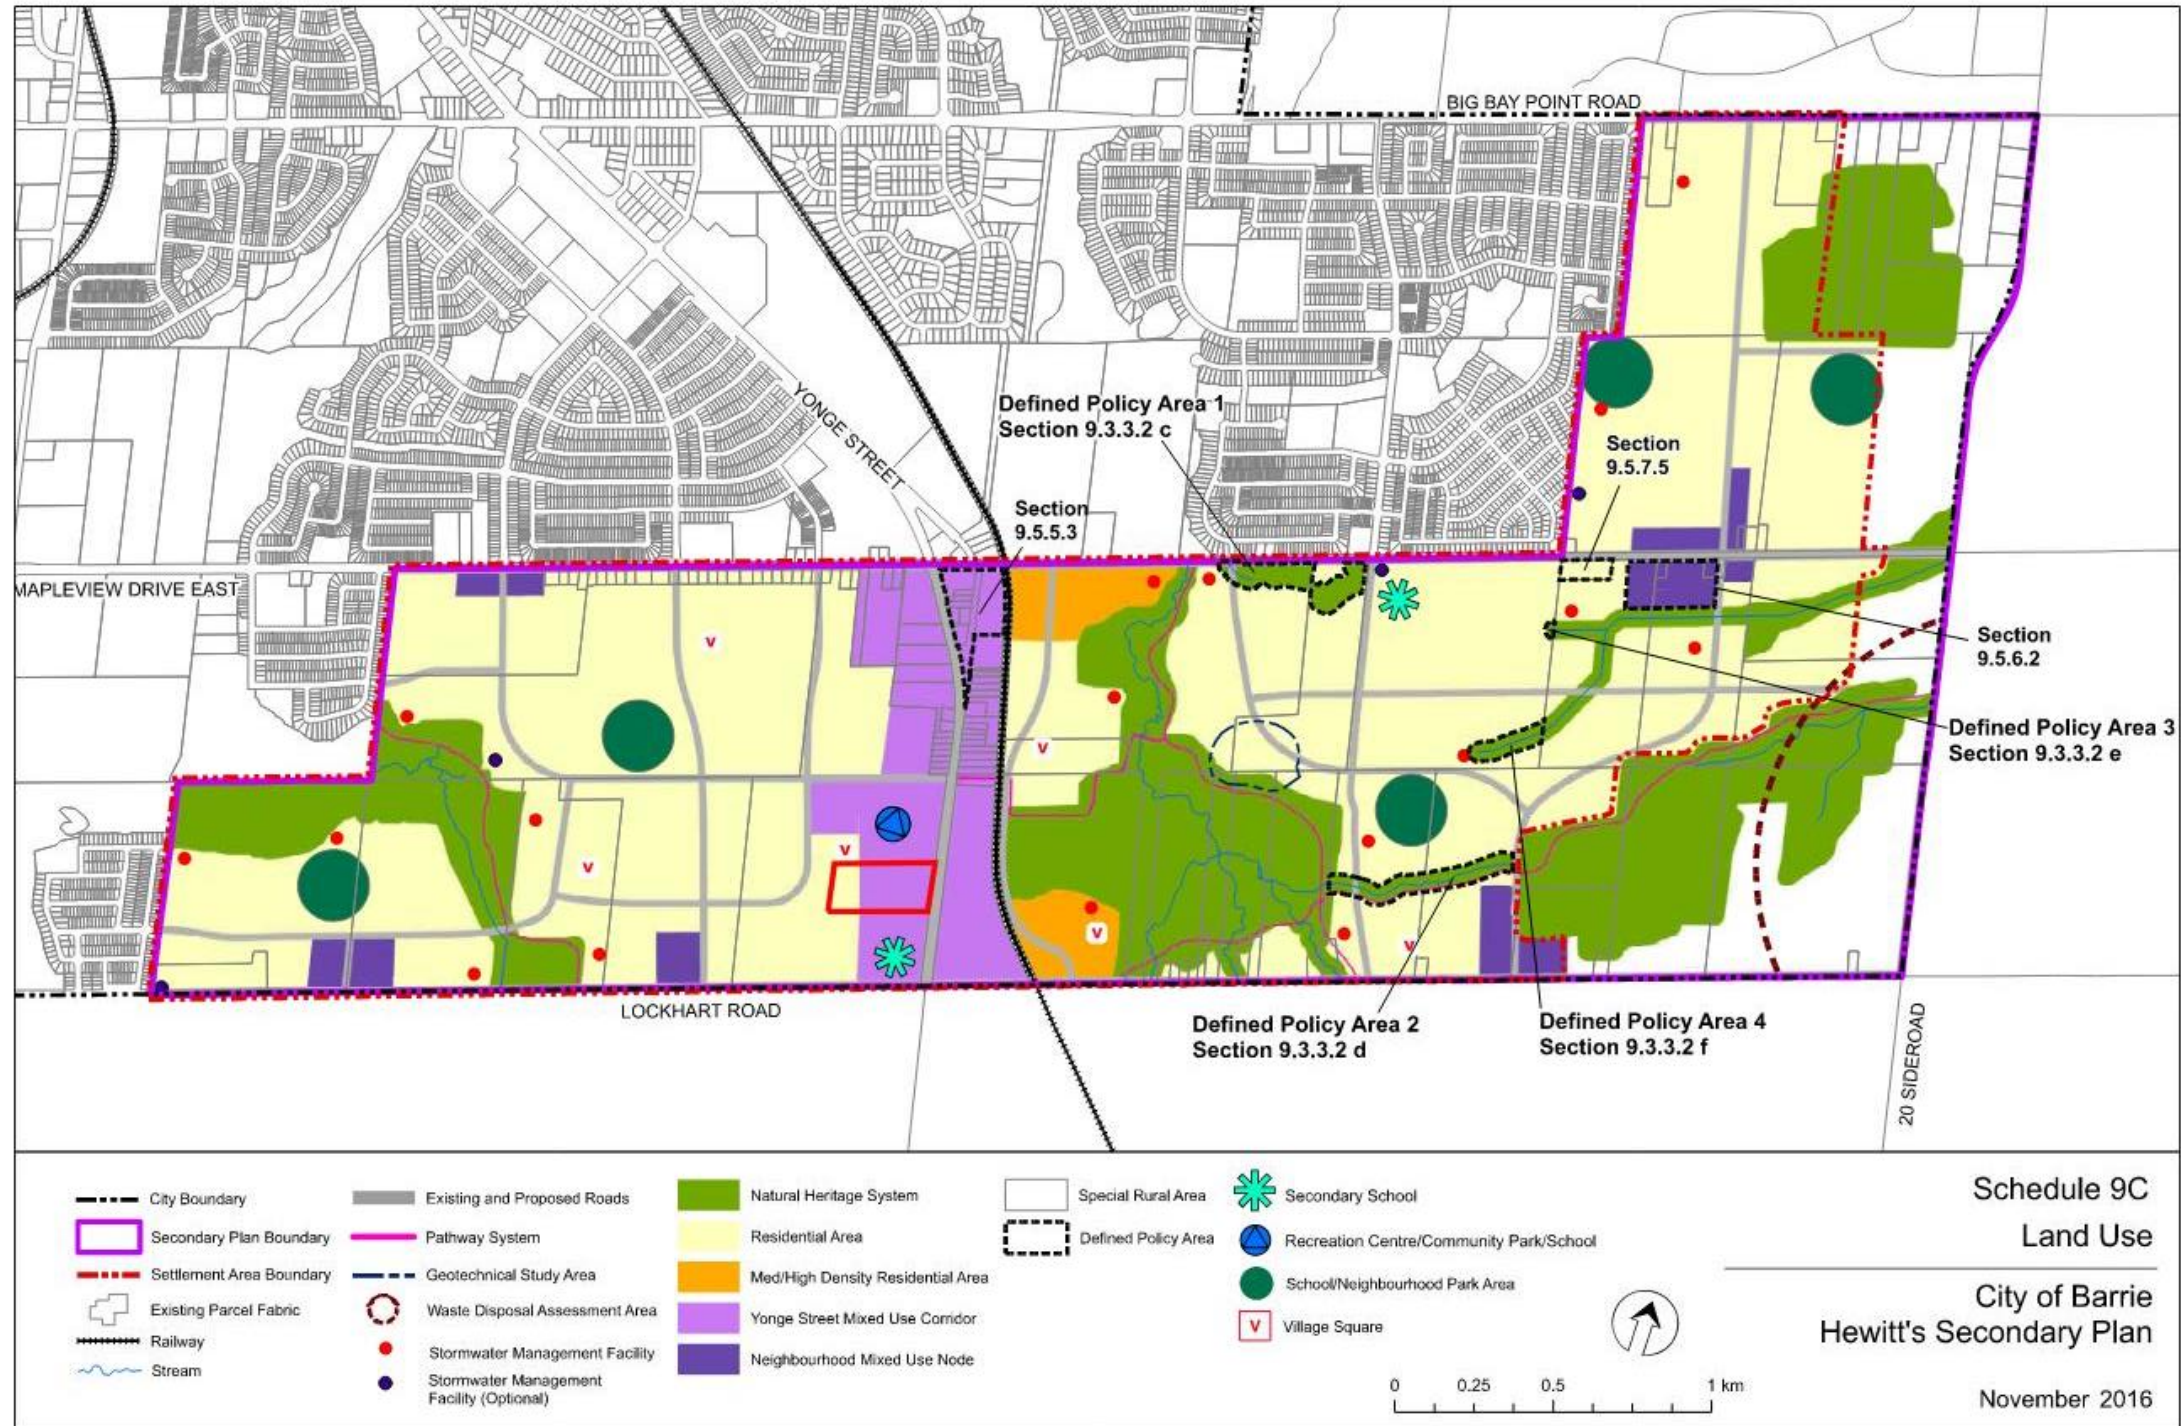 BIG BAY POINT ROAD
YONGE STREET
Defined Policy Area 1
Section 9.3.3.2 c
Section
9.5.7.5
Section
9.5.5.3
MAPLEVIEW DRIVE EAST
Section
9.5.6.2
V
Defined Policy Area 3
Section 9.3.3.2 e
V
V
V
V
V
LOCKHART ROAD
Defined Policy Area 2
Section 9.3.3.2 d
Defined Policy Area 4
Section 9.3.3.2 f
20 SIDEROAD
City Boundary
Secondary Plan Boundary
Settlement Area Boundary
Existing Parcel Fabric
Railway
Stream
Existing and Proposed Roads
Pathway System
Geotechnical Study Area
Waste Disposal Assessment Area
Stormwater Management Facility
Stormwater Management
Facility (Optional)
Natural Heritage System
Residential Area
Med/High Density Residential Area
Yonge Street Mixed Use Corridor
Neighbourhood Mixed Use Node
Special Rural Area
Defined Policy Area
Secondary School
Recreation Centre/Community Park/School
School/Neighbourhood Park Area
V
Village Square
0 0.25 0.5 1 km
Schedule 9C
Land Use
City of Barrie
Hewitt's Secondary Plan
November 2016